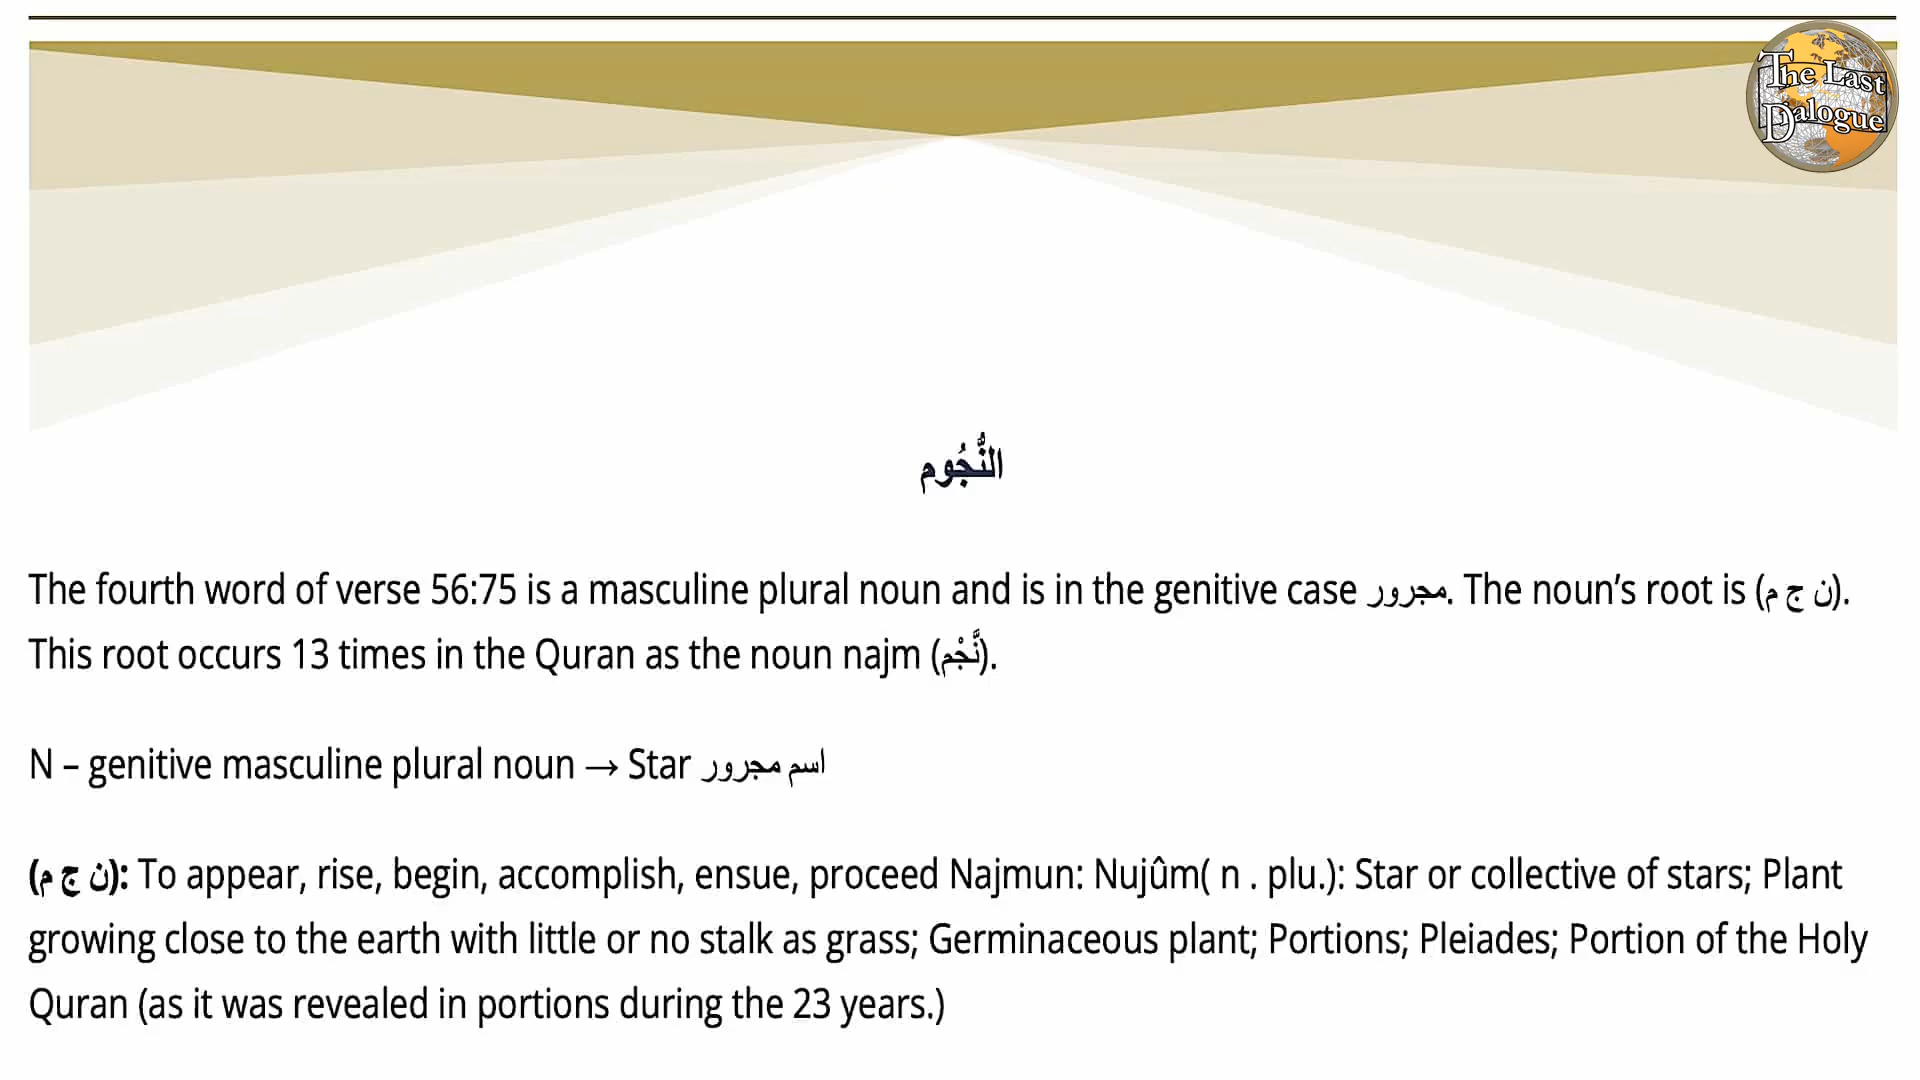 The Last
Dialogue
النُّجُوم
The fourth word of verse 56:75 is a masculine plural noun and is in the genitive case مجرور. The noun’s root is (ن ج م).
This root occurs 13 times in the Quran as the noun najm (نَّجْم).
N – genitive masculine plural noun → Star اسم مجرور
(ن ج م): To appear, rise, begin, accomplish, ensue, proceed Najmun: Nujûm( n . plu.): Star or collective of stars; Plant
growing close to the earth with little or no stalk as grass; Germinaceous plant; Portions; Pleiades; Portion of the Holy
Quran (as it was revealed in portions during the 23 years.)